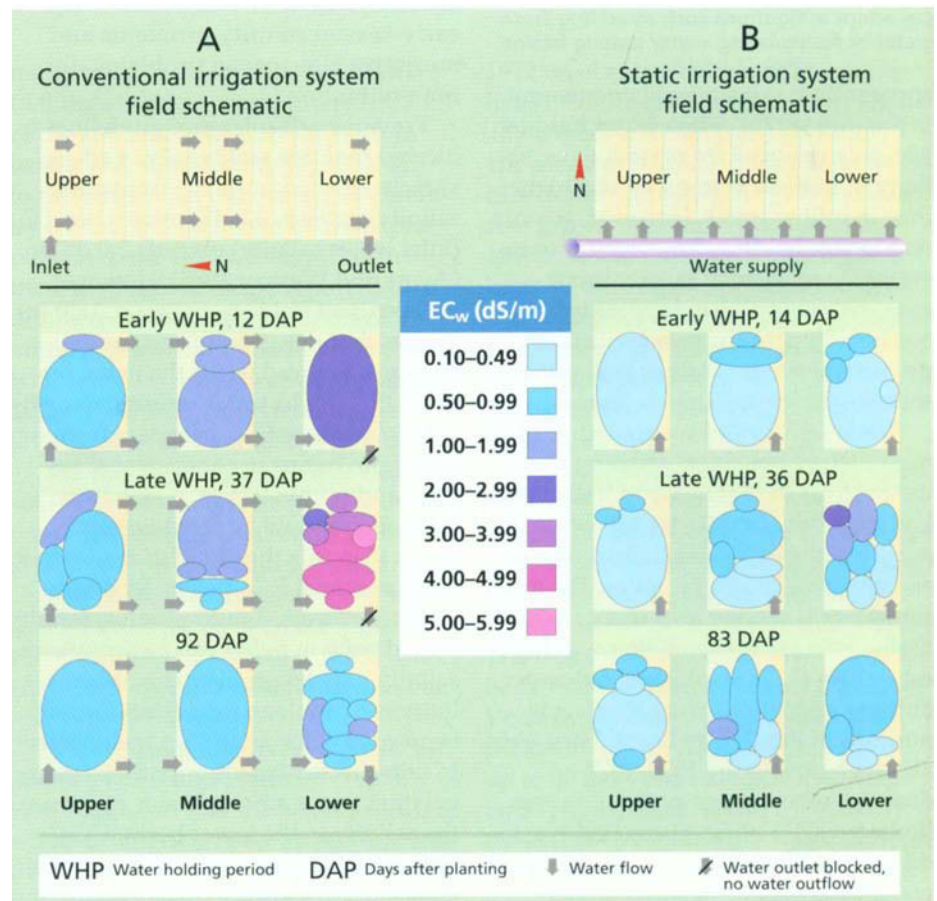 A
Conventional irrigation system
field schematic
Upper
Middle
Lower
Inlet
N
Outlet
B
Static irrigation system
field schematic
N
Upper
Middle
Lower
Water supply
Early WHP, 12 DAP
Late WHP, 37 DAP
92 DAP
Upper
Middle
Lower
ECw (dS/m)
0.10–0.49
0.50–0.99
1.00–1.99
2.00–2.99
3.00–3.99
4.00–4.99
5.00–5.99
Early WHP, 14 DAP
Late WHP, 36 DAP
83 DAP
Upper
Middle
Lower
WHP Water holding period
DAP Days after planting
Water flow
Water outlet blocked,
no water outflow